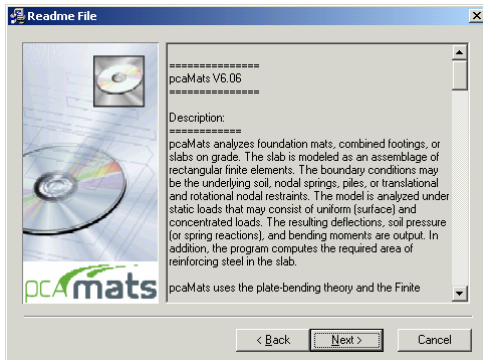 Readme File
===============
pcaMats V6.06
===============
Description:
============
pcaMats analyzes foundation mats, combined footings, or
slabs on grade. The slab is modeled as an assemblage of
rectangular finite elements. The boundary conditions may
be the underlying soil, nodal springs, piles, or translational
and rotational nodal restraints. The model is analyzed under
static loads that may consist of uniform (surface) and
concentrated loads. The resulting deflections, soil pressure
(or spring reactions), and bending moments are output. In
addition, the program computes the required area of
reinforcing steel in the slab.
pcaMats uses the plate-bending theory and the Finite
pcamats
< Back
Next >
Cancel